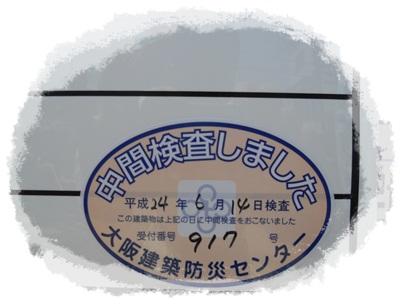 中間検査しました
平成24年6月14日検査
この建築物は上記の日に中間検査をおこないました
受付番号 917 号
大阪建築防災センター